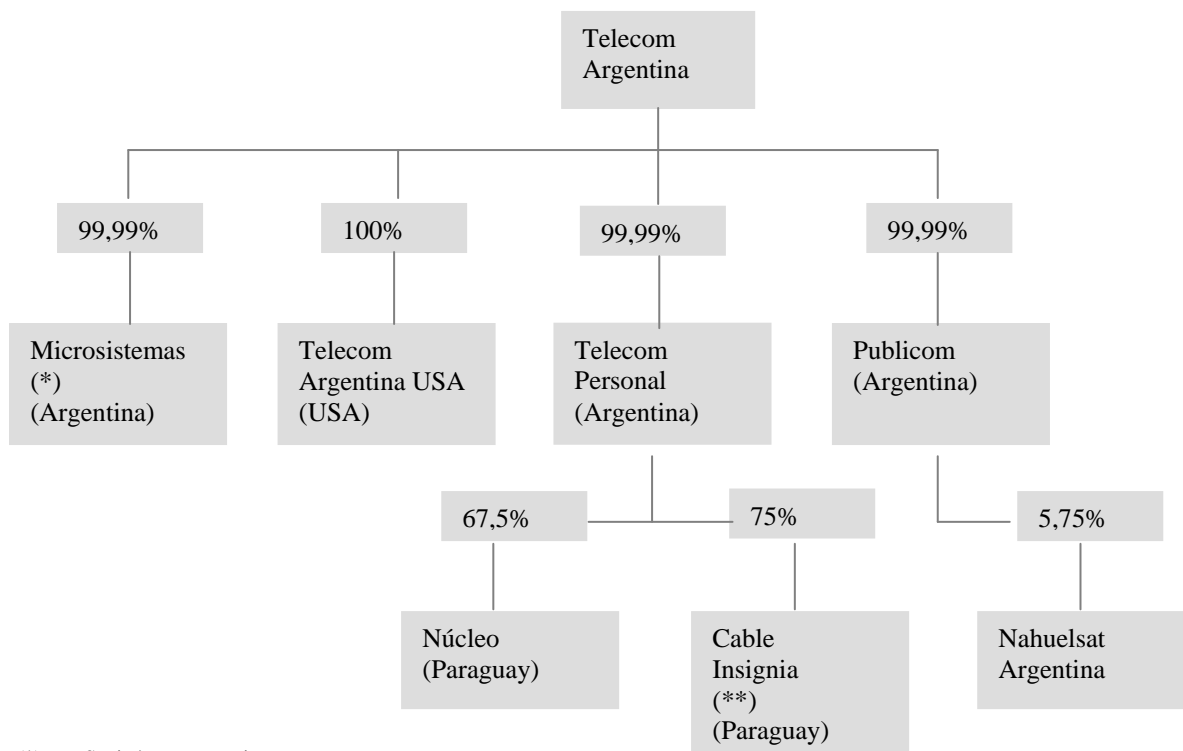 Telecom
Argentina
99,99%
100%
99,99%
99,99%
Microsistemas
(*)
(Argentina)
Telecom
Argentina USA
(USA)
Telecom
Personal
(Argentina)
Publicom
(Argentina)
67,5%
75%
5,75%
Núcleo
(Paraguay)
Cable
Insignia
(**)
(Paraguay)
Nahuelsat
Argentina